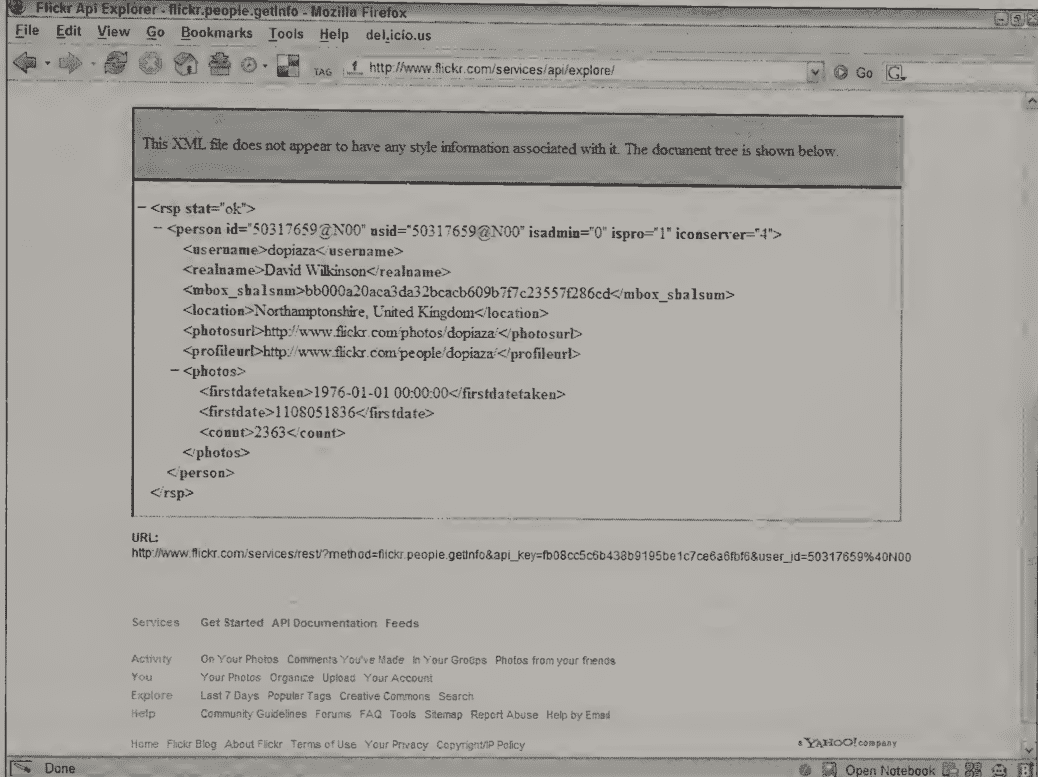 Flickr Api Explorer - flickr.people.getInfo - Mozilla Firefox
File Edit View Go Bookmarks Tools Help del.icio.us
TAG http://www.flickr.com/services/api/explore/ Go G
This XML file does not appear to have any style information associated with it. The document tree is shown below.
- <rsp stat="ok">
- <person id="50317659@N00" nsid="50317659@N00" isadmin="0" ispro="1" iconserver="4">
<username>dopiaza</username>
<realname>David Wilkinson</realname>
<mbox_sha1sum>bb000a20aca3da32bcacb609b7f7c23557f286cd</mbox_sha1sum>
<location>Northamptonshire, United Kingdom</location>
<photosurl>http://www.flickr.com/photos/dopiaza/</photosurl>
<profileurl>http://www.flickr.com/people/dopiaza/</profileurl>
- <photos>
<firstdatetaken>1976-01-01 00:00:00</firstdatetaken>
<firstdate>1108051836</firstdate>
<count>2363</count>
</photos>
</person>
</rsp>
URL:
http://www.flickr.com/services/rest/?method=flickr.people.getInfo&api_key=fb08cc5c6b438b9195be1c7ce6a6fbf6&user_id=50317659%40N00
Services Get Started API Documentation Feeds
Activity On Your Photos Comments You've Made In Your Groups Photos from your friends
You Your Photos Organize Upload Your Account
Explore Last 7 Days Popular Tags Creative Commons Search
Help Community Guidelines Forums FAQ Tools Sitemap Report Abuse Help by Email
Home Flickr Blog About Flickr Terms of Use Your Privacy Copyright/IP Policy a YAHOO! company
Done Open Notebook